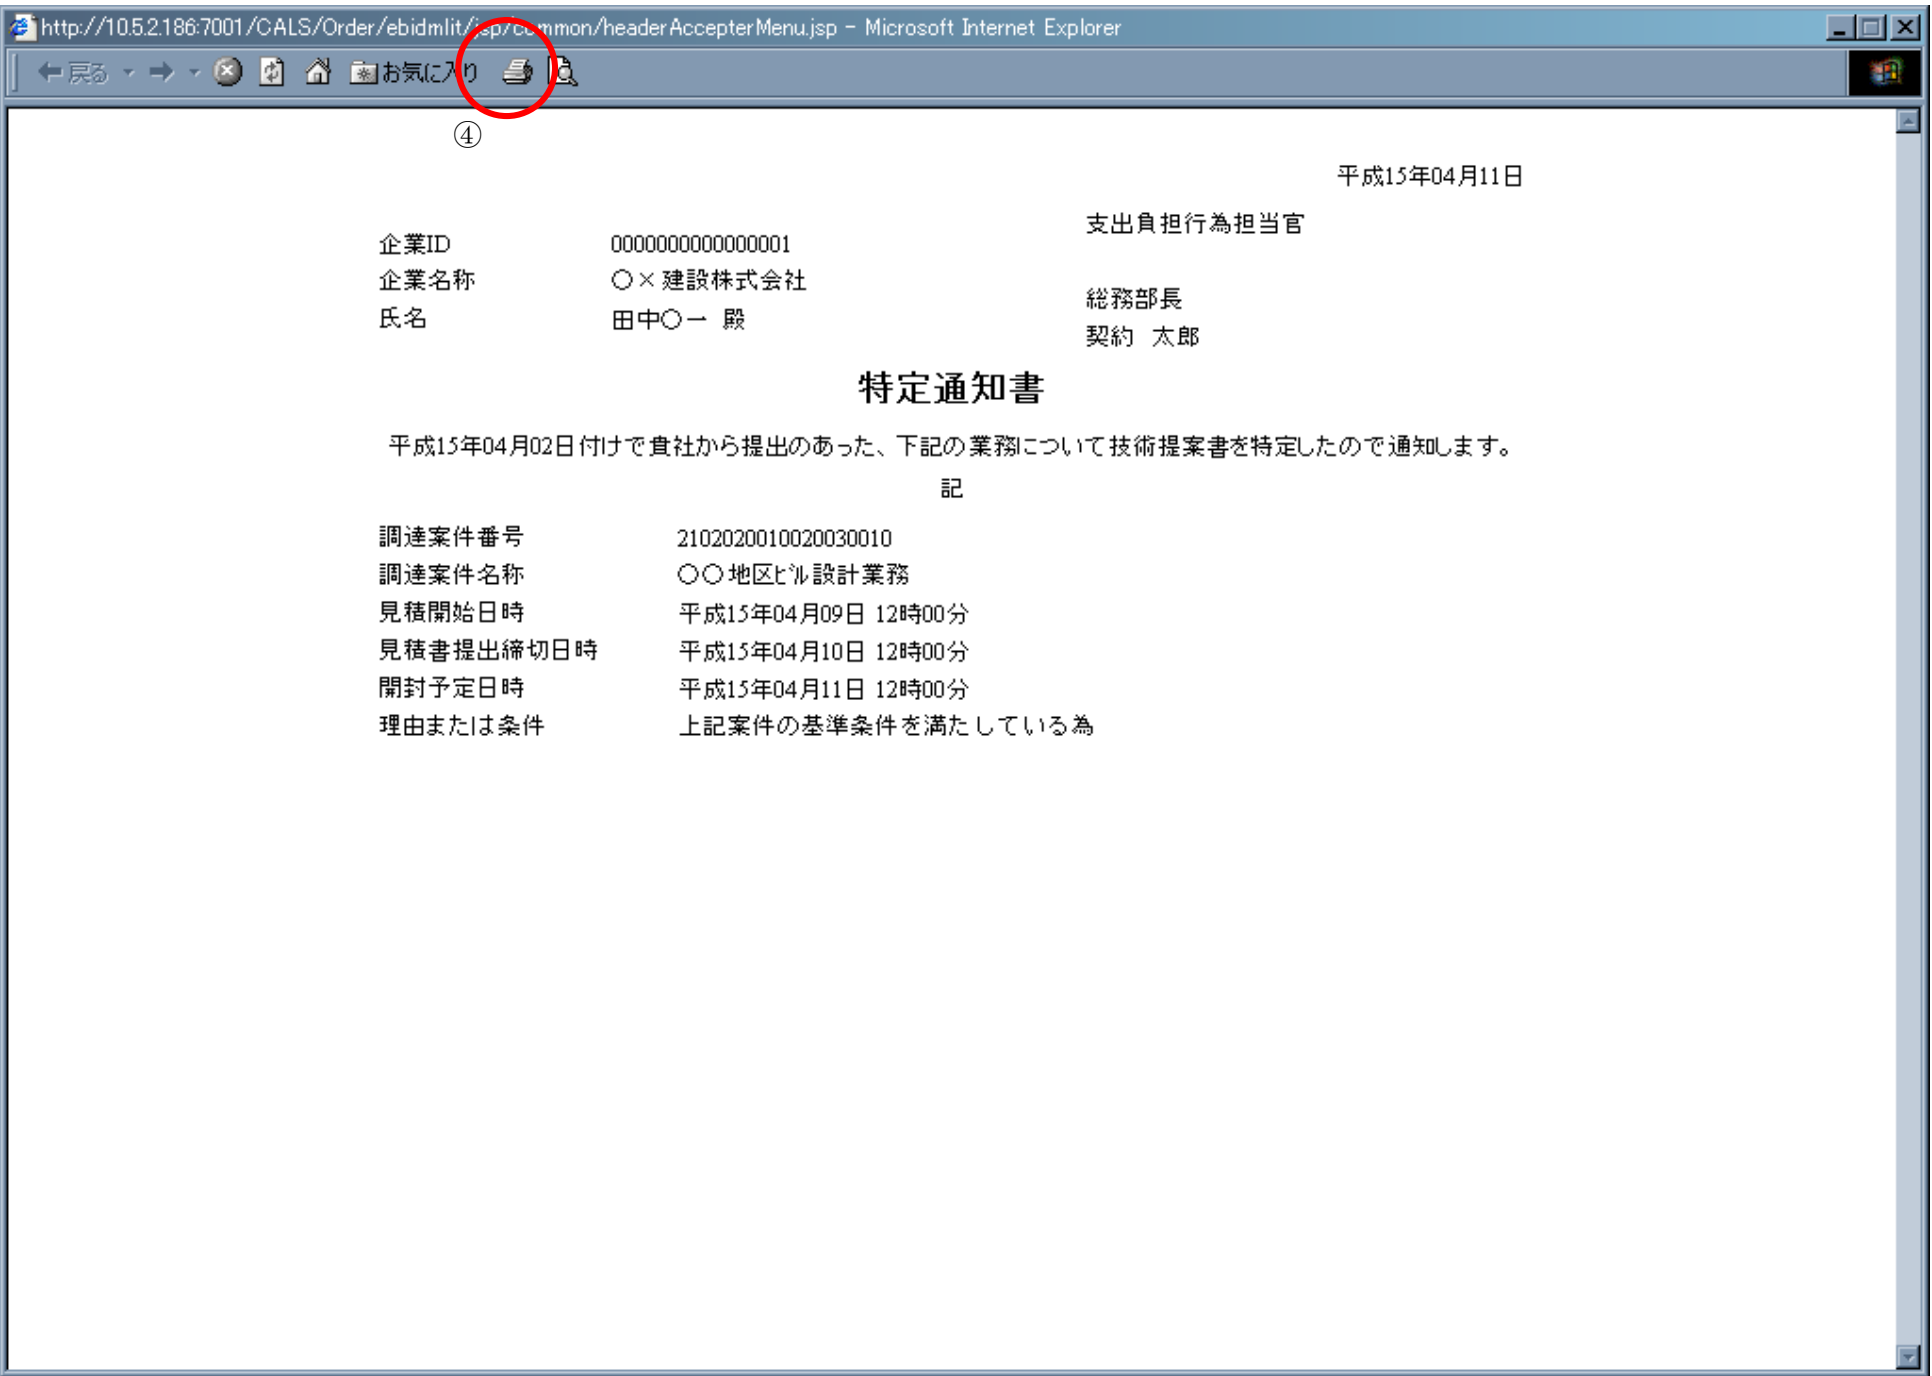 http://10.5.2.186:7001/CALS/Order/ebidmlit/jsp/common/headerAccepterMenu.jsp - Microsoft Internet Explorer
戻る お気に入り
④
平成15年04月11日
支出負担行為担当官
企業ID 0000000000000001
企業名称 〇×建設株式会社
総務部長
氏名 田中〇一 殿
契約 太郎
特定通知書
平成15年04月02日付けで貴社から提出のあった、下記の業務について技術提案書を特定したので通知します。
記
調達案件番号 2102020010020030010
調達案件名称 〇〇地区ﾋﾞﾙ設計業務
見積開始日時 平成15年04月09日 12時00分
見積書提出締切日時 平成15年04月10日 12時00分
開封予定日時 平成15年04月11日 12時00分
理由または条件 上記案件の基準条件を満たしている為